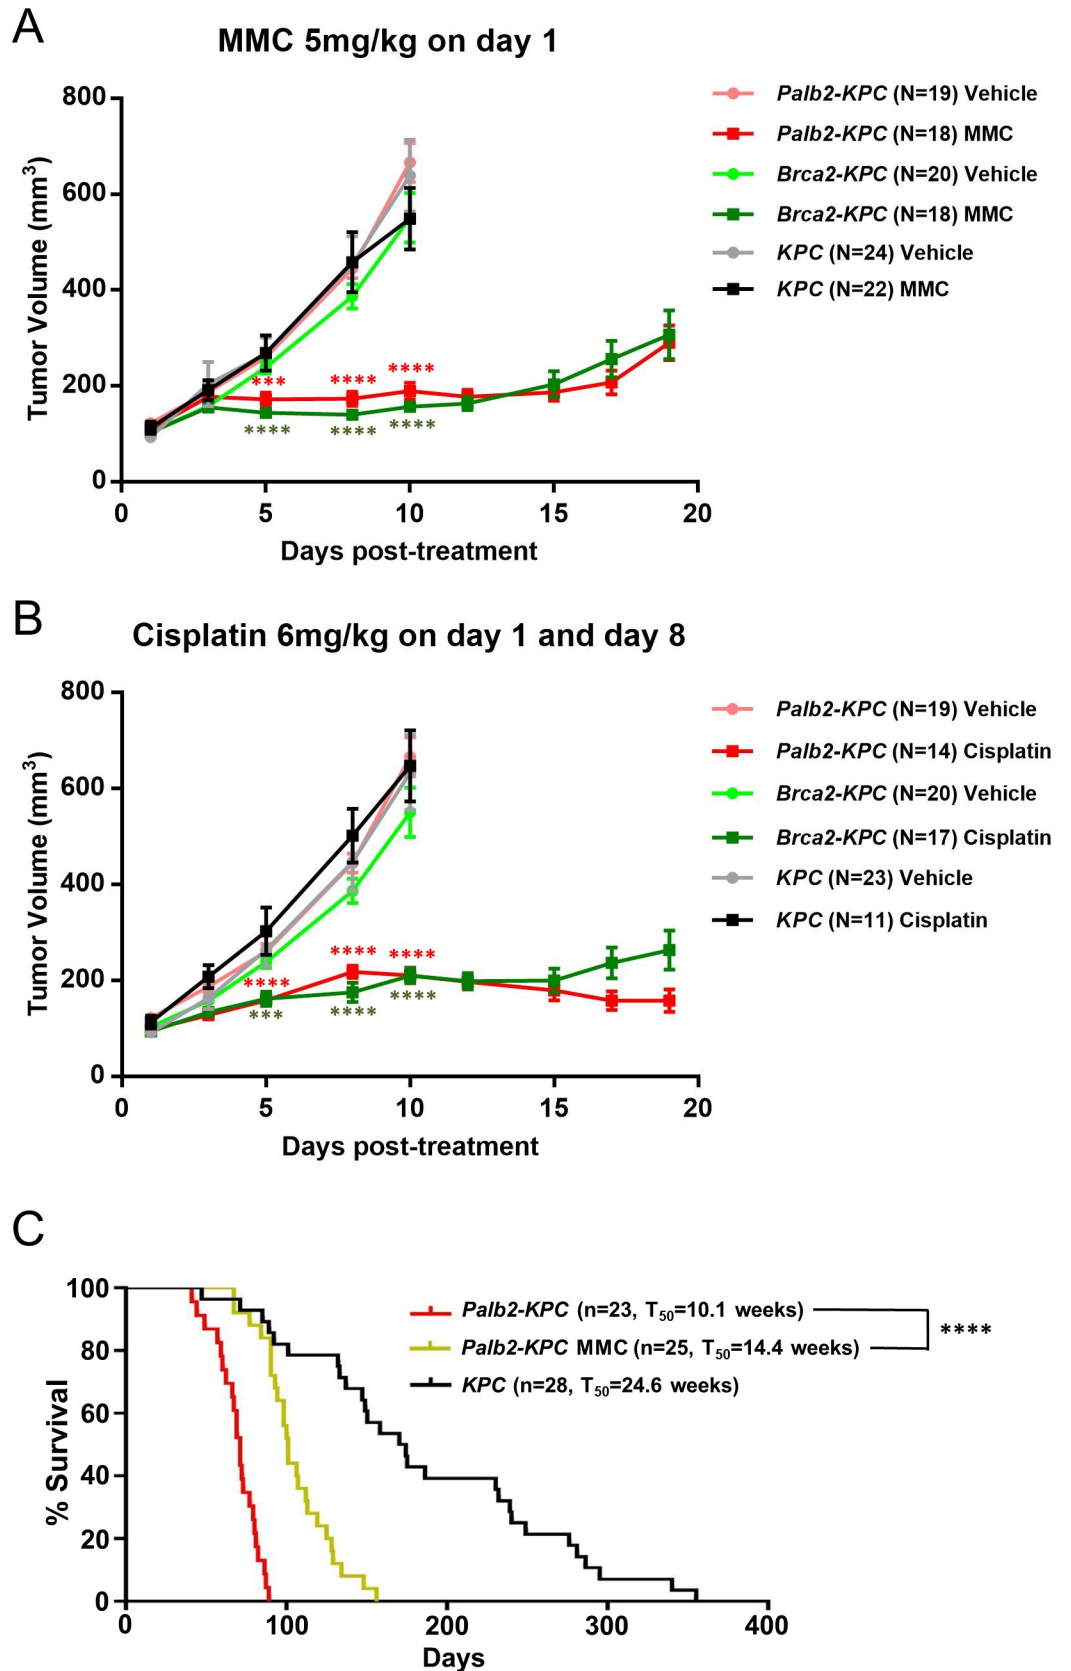 A
MMC 5mg/kg on day 1
Tumor Volume (mm³)
800
600
400
200
0
0 5 10 15 20
Days post-treatment
*** **** ****
**** **** ****
Palb2-KPC (N=19) Vehicle
Palb2-KPC (N=18) MMC
Brca2-KPC (N=20) Vehicle
Brca2-KPC (N=18) MMC
KPC (N=24) Vehicle
KPC (N=22) MMC
B
Cisplatin 6mg/kg on day 1 and day 8
Tumor Volume (mm³)
800
600
400
200
0
0 5 10 15 20
Days post-treatment
**** **** ****
*** **** ****
Palb2-KPC (N=19) Vehicle
Palb2-KPC (N=14) Cisplatin
Brca2-KPC (N=20) Vehicle
Brca2-KPC (N=17) Cisplatin
KPC (N=23) Vehicle
KPC (N=11) Cisplatin
C
% Survival
100
80
60
40
20
0
0 100 200 300 400
Days
Palb2-KPC (n=23, T₅₀=10.1 weeks)
Palb2-KPC MMC (n=25, T₅₀=14.4 weeks)
KPC (n=28, T₅₀=24.6 weeks)
****